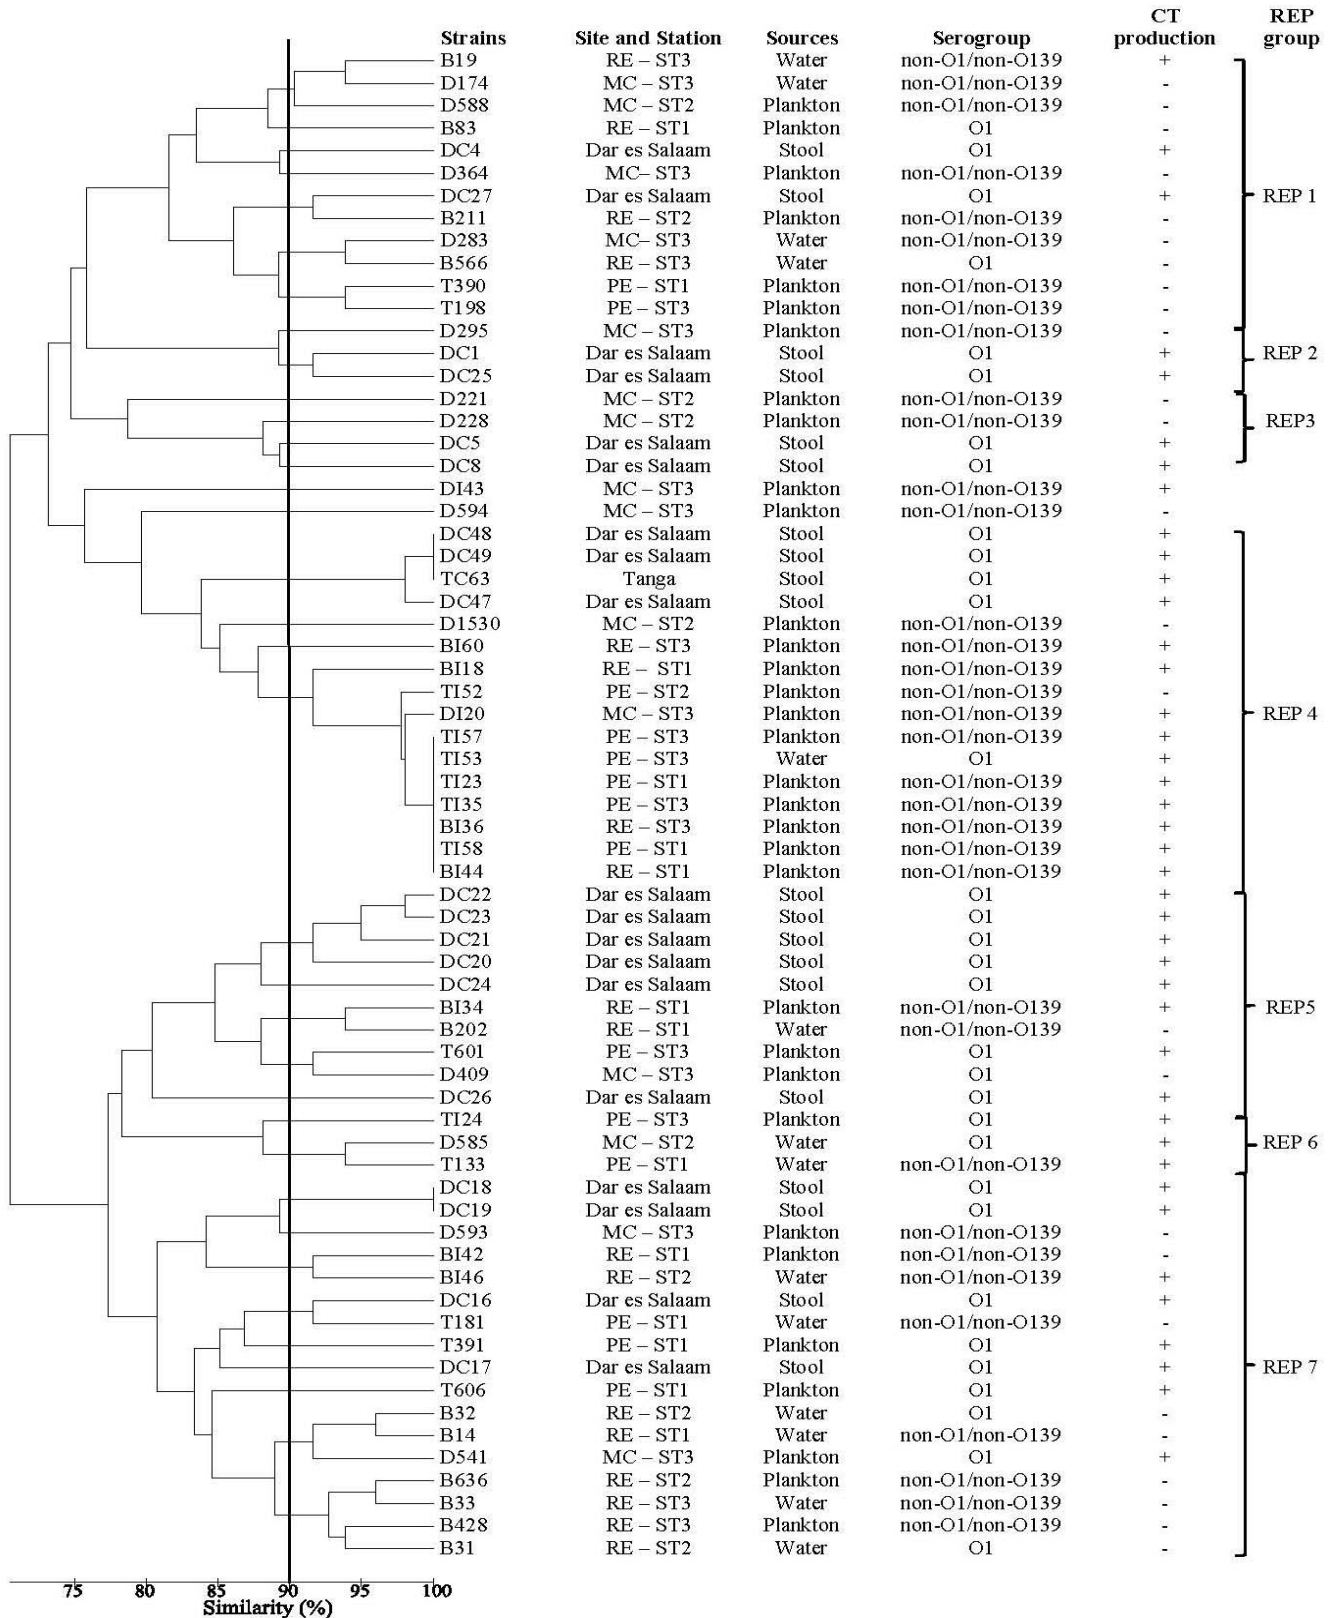 CT REP
Strains Site and Station Sources Serogroup production group
B19 RE – ST3 Water non-O1/non-O139 +
D174 MC – ST3 Water non-O1/non-O139 -
D588 MC – ST2 Plankton non-O1/non-O139 -
B83 RE – ST1 Plankton O1 -
DC4 Dar es Salaam Stool O1 +
D364 MC– ST3 Plankton non-O1/non-O139 -
DC27 Dar es Salaam Stool O1 + REP 1
B211 RE – ST2 Plankton non-O1/non-O139 -
D283 MC– ST3 Water non-O1/non-O139 -
B566 RE – ST3 Water O1 -
T390 PE – ST1 Plankton non-O1/non-O139 -
T198 PE – ST3 Plankton non-O1/non-O139 -
D295 MC – ST3 Plankton non-O1/non-O139 -
DC1 Dar es Salaam Stool O1 + REP 2
DC25 Dar es Salaam Stool O1 +
D221 MC – ST2 Plankton non-O1/non-O139 -
D228 MC – ST2 Plankton non-O1/non-O139 - REP3
DC5 Dar es Salaam Stool O1 +
DC8 Dar es Salaam Stool O1 +
DI43 MC – ST3 Plankton non-O1/non-O139 +
D594 MC – ST3 Plankton non-O1/non-O139 -
DC48 Dar es Salaam Stool O1 +
DC49 Dar es Salaam Stool O1 +
TC63 Tanga Stool O1 +
DC47 Dar es Salaam Stool O1 +
D1530 MC – ST2 Plankton non-O1/non-O139 -
BI60 RE – ST3 Plankton non-O1/non-O139 +
BI18 RE – ST1 Plankton non-O1/non-O139 +
TI52 PE – ST2 Plankton non-O1/non-O139 -
DI20 MC – ST3 Plankton non-O1/non-O139 + REP 4
TI57 PE – ST3 Plankton non-O1/non-O139 +
TI53 PE – ST3 Water O1 +
TI23 PE – ST1 Plankton non-O1/non-O139 +
TI35 PE – ST3 Plankton non-O1/non-O139 +
BI36 RE – ST3 Plankton non-O1/non-O139 +
TI58 PE – ST1 Plankton non-O1/non-O139 +
BI44 RE – ST1 Plankton non-O1/non-O139 +
DC22 Dar es Salaam Stool O1 +
DC23 Dar es Salaam Stool O1 +
DC21 Dar es Salaam Stool O1 +
DC20 Dar es Salaam Stool O1 +
DC24 Dar es Salaam Stool O1 +
BI34 RE – ST1 Plankton non-O1/non-O139 + REP5
B202 RE – ST1 Water non-O1/non-O139 -
T601 PE – ST3 Plankton O1 +
D409 MC – ST3 Plankton O1 -
DC26 Dar es Salaam Stool O1 +
TI24 PE – ST3 Plankton O1 +
D585 MC – ST2 Water O1 + REP 6
T133 PE – ST1 Water non-O1/non-O139 +
DC18 Dar es Salaam Stool O1 +
DC19 Dar es Salaam Stool O1 +
D593 MC – ST3 Plankton non-O1/non-O139 -
BI42 RE – ST1 Plankton non-O1/non-O139 -
BI46 RE – ST2 Water non-O1/non-O139 +
DC16 Dar es Salaam Stool O1 +
T181 PE – ST1 Water non-O1/non-O139 -
T391 PE – ST1 Plankton O1 +
DC17 Dar es Salaam Stool O1 + REP 7
T606 PE – ST1 Plankton O1 +
B32 RE – ST2 Water O1 -
B14 RE – ST1 Water non-O1/non-O139 -
D541 MC – ST3 Plankton O1 +
B636 RE – ST2 Plankton non-O1/non-O139 -
B33 RE – ST3 Water non-O1/non-O139 -
B428 RE – ST3 Plankton non-O1/non-O139 -
B31 RE – ST2 Water O1 -
75 80 85 90 95 100
Similarity (%)